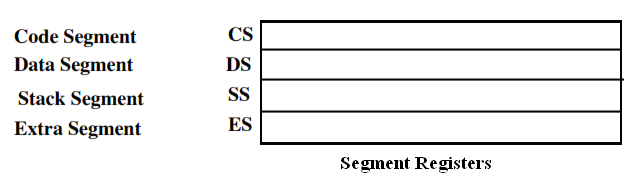 Code Segment CS
Data Segment DS
Stack Segment SS
Extra Segment ES
Segment Registers